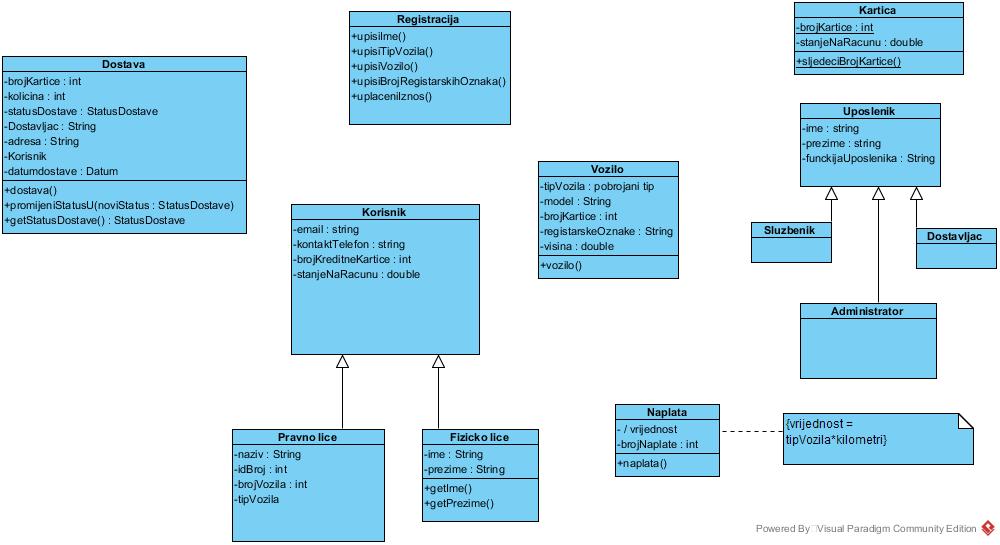 Registracija
+upisiIme()
+upisiTipVozila()
+upisiVozilo()
+upisiBrojRegistarskihOznaka()
+uplaceniIznos()
Kartica
-brojKartice : int
-stanjeNaRacunu : double
+sljedeciBrojKartice()
Dostava
-brojKartice : int
-kolicina : int
-statusDostave : StatusDostave
-Dostavljac : String
-adresa : String
-Korisnik
-datumdostave : Datum
+dostava()
+promijeniStatusU(noviStatus : StatusDostave)
+getStatusDostave() : StatusDostave
Uposlenik
-ime : string
-prezime : string
-funckijaUposlenika : String
Vozilo
-tipVozila : pobrojani tip
-model : String
-brojKartice : int
-registarskeOznake : String
-visina : double
+vozilo()
Korisnik
-email : string
-kontaktTelefon : string
-brojKreditneKartice : int
-stanjeNaRacunu : double
Sluzbenik
Dostavljac
Administrator
Pravno lice
-naziv : String
-idBroj : int
-brojVozila : int
-tipVozila
Fizicko lice
-ime : String
-prezime : String
+getIme()
+getPrezime()
Naplata
- / vrijednost
-brojNaplate : int
+naplata()
{vrijednost =
tipVozila*kilometri}
Powered By Visual Paradigm Community Edition